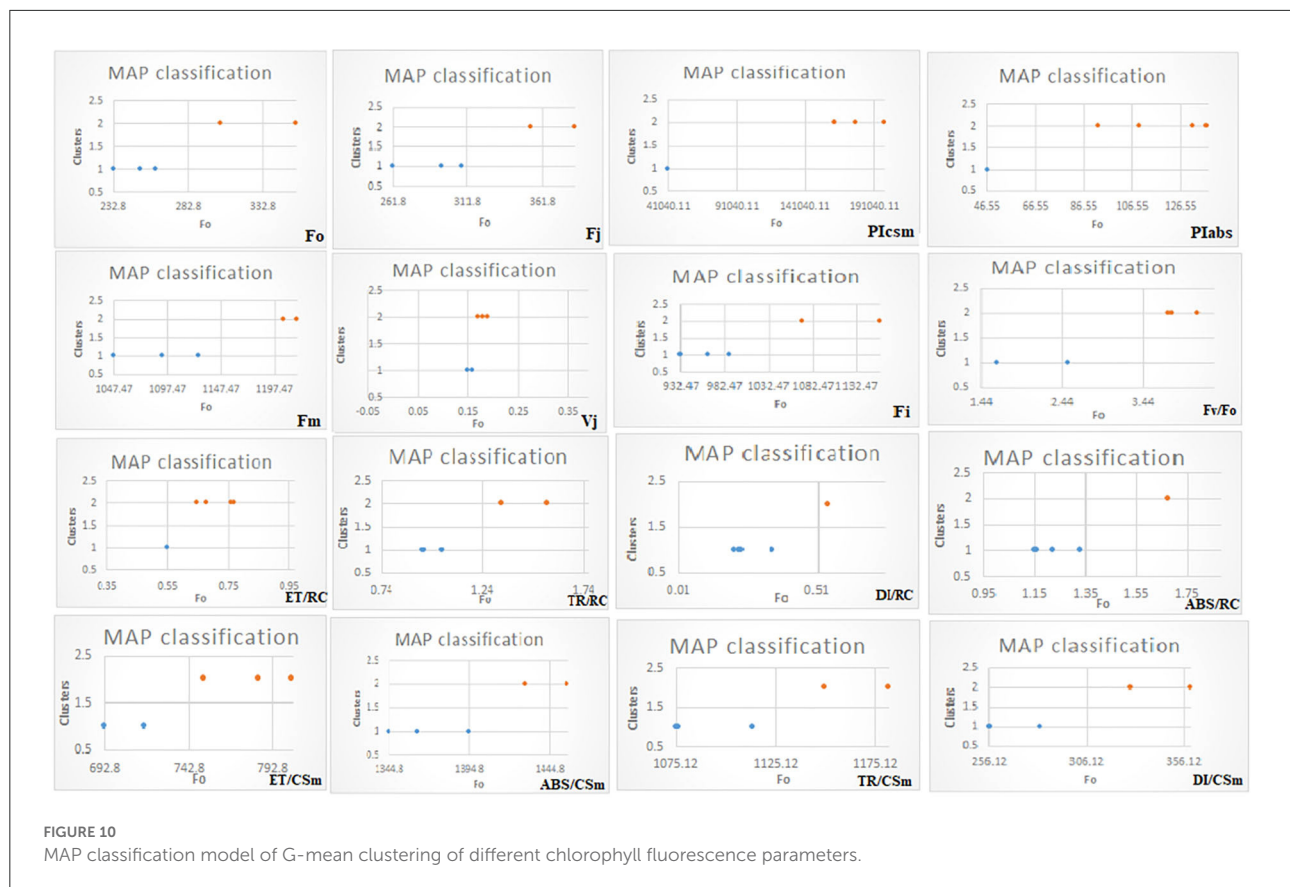 MAP classification
2.5
2
1.5
1
0.5
Clusters
232.8 282.8 332.8
Fo
Fo
MAP classification
2.5
2
1.5
1
0.5
Clusters
261.8 311.8 361.8
Fo
Fj
MAP classification
2.5
2
1.5
1
0.5
Clusters
41040.11 91040.11 141040.11 191040.11
Fo
PIcsm
MAP classification
2.5
2
1.5
1
0.5
Clusters
46.55 66.55 86.55 106.55 126.55
Fo
PIabs
MAP classification
2.5
2
1.5
1
0.5
Clusters
1047.47 1097.47 1147.47 1197.47
Fo
Fm
MAP classification
2.5
2
1.5
1
0.5
Clusters
-0.05 0.05 0.15 0.25 0.35
Fo
Vj
MAP classification
2.5
2
1.5
1
0.5
Clusters
932.47 982.47 1032.47 1082.47 1132.47
Fo
Fi
MAP classification
2.5
2
1.5
1
0.5
Clusters
1.44 2.44 3.44
Fo
Fv/Fo
MAP classification
2.5
2
1.5
1
0.5
Clusters
0.35 0.55 0.75 0.95
Fo
ET/RC
MAP classification
2.5
2
1.5
1
0.5
Clusters
0.74 1.24 1.74
Fo
TR/RC
MAP classification
2.5
1.5
0.5
Clusters
0.01 0.51
Fo
DI/RC
MAP classification
2.5
2
1.5
1
0.5
Clusters
0.95 1.15 1.35 1.55 1.75
Fo
ABS/RC
MAP classification
2.5
1.5
0.5
Clusters
692.8 742.8 792.8
Fo
ET/CSm
MAP classification
2.5
2
1.5
1
0.5
Clusters
1344.8 1394.8 1444.8
Fo
ABS/CSm
MAP classification
2.5
1.5
0.5
Clusters
1075.12 1125.12 1175.12
Fo
TR/CSm
MAP classification
2.5
2
1.5
1
0.5
Clusters
256.12 306.12 356.12
Fo
DI/CSm
FIGURE 10
MAP classification model of G-mean clustering of different chlorophyll fluorescence parameters.